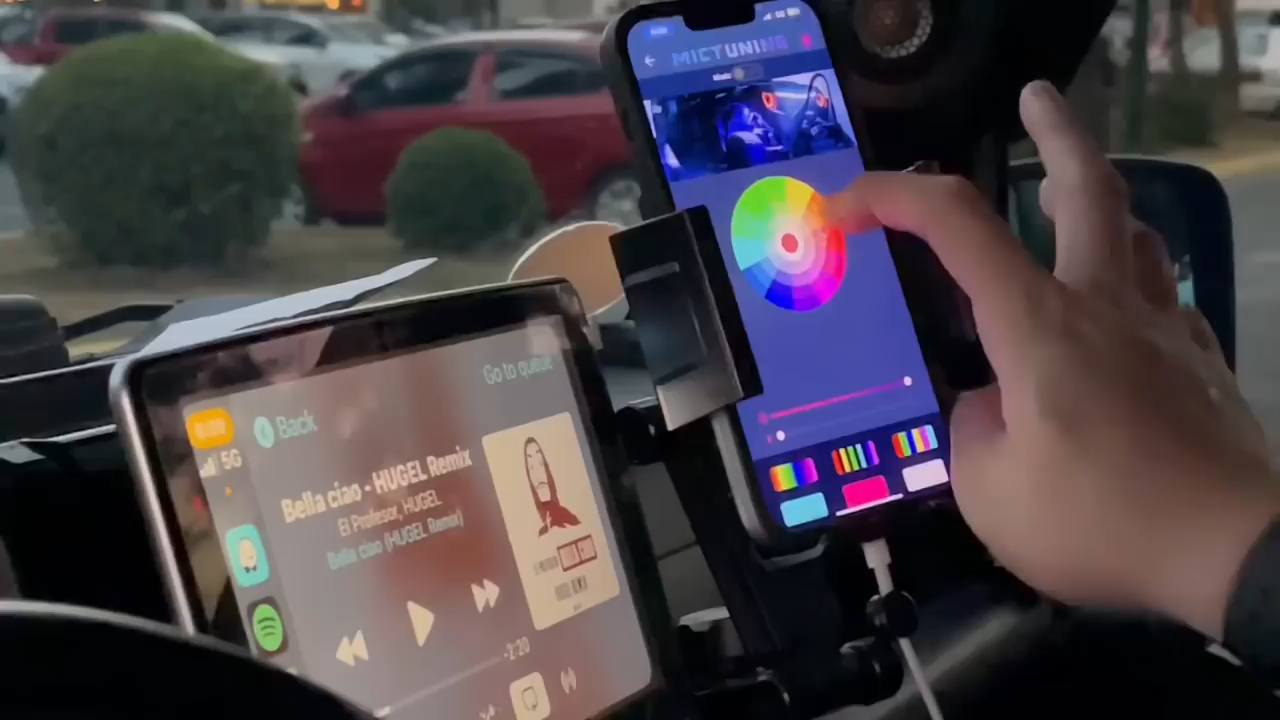 MICTUNING
Music
Go to queue
Back
5G
Bella ciao - HUGEL Remix
El Profesor, HUGEL
Bella ciao (HUGEL Remix)
-2:20